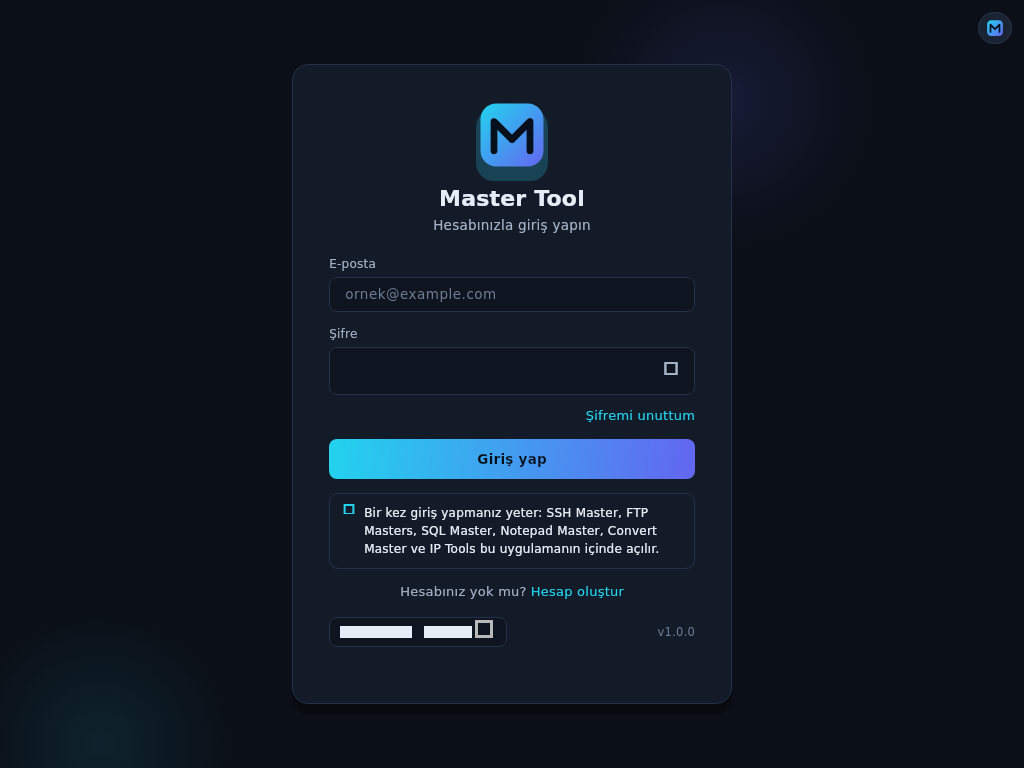 Master Tool
Hesabınızla giriş yapın
E-posta
ornek@example.com
Şifre
Şifremi unuttum
Giriş yap
Bir kez giriş yapmanız yeter: SSH Master, FTP
Masters, SQL Master, Notepad Master, Convert
Master ve IP Tools bu uygulamanın içinde açılır.
Hesabınız yok mu? Hesap oluştur
v1.0.0